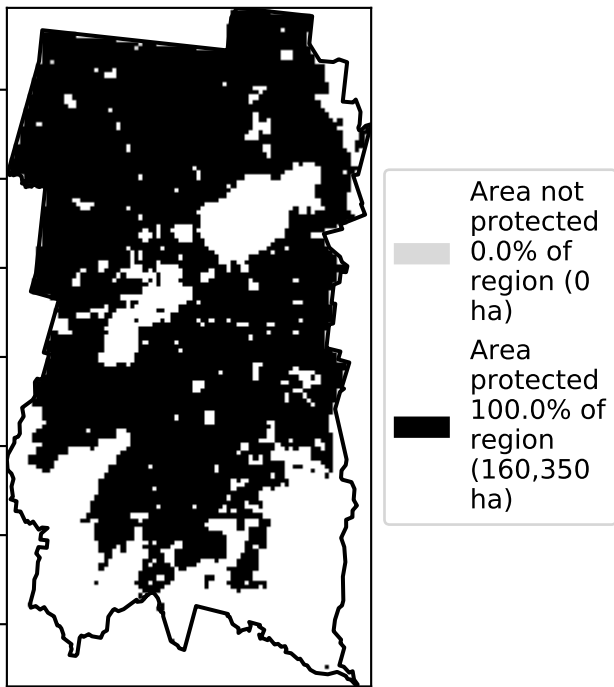 Area not
protected
0.0% of
region (0
ha)
Area
protected
100.0% of
region
(160,350
ha)